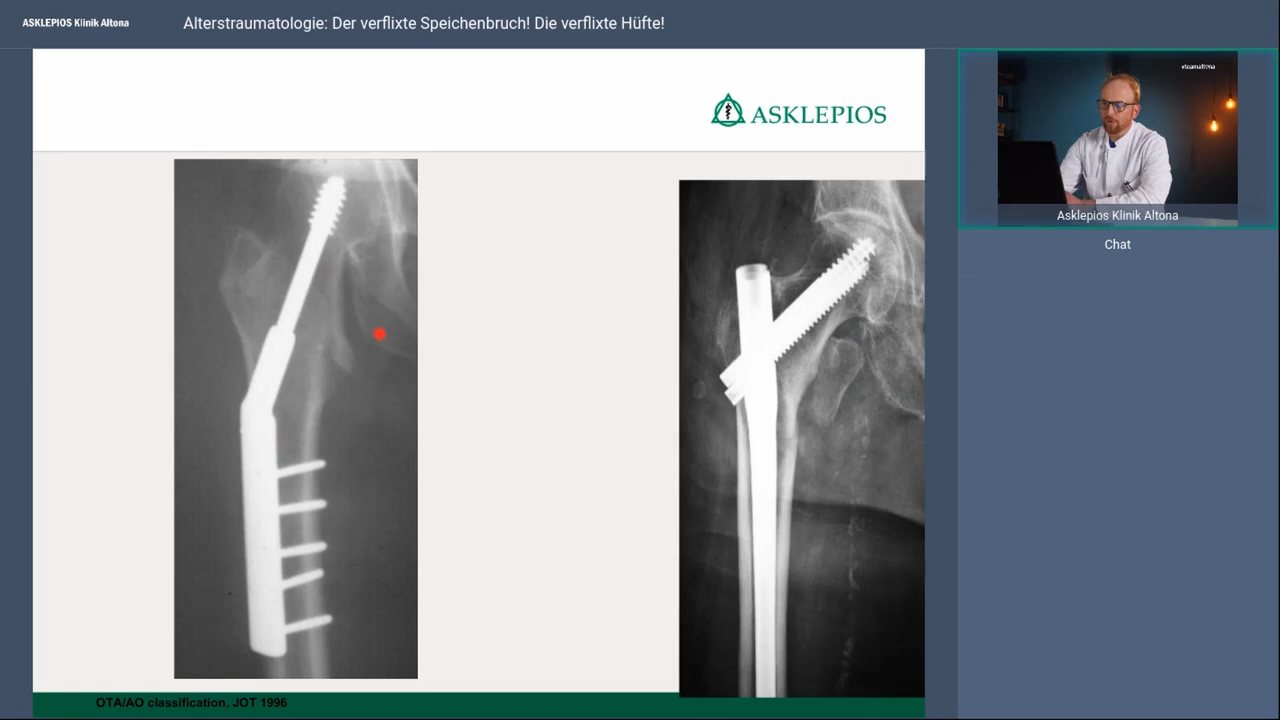 ASKLEPIOS Klinik Altona
Alterstraumatologie: Der verflixte Speichenbruch! Die verflixte Hüfte!
ASKLEPIOS
#teamaltona
Asklepios Klinik Altona
Chat
OTA/AO classification, JOT 1996